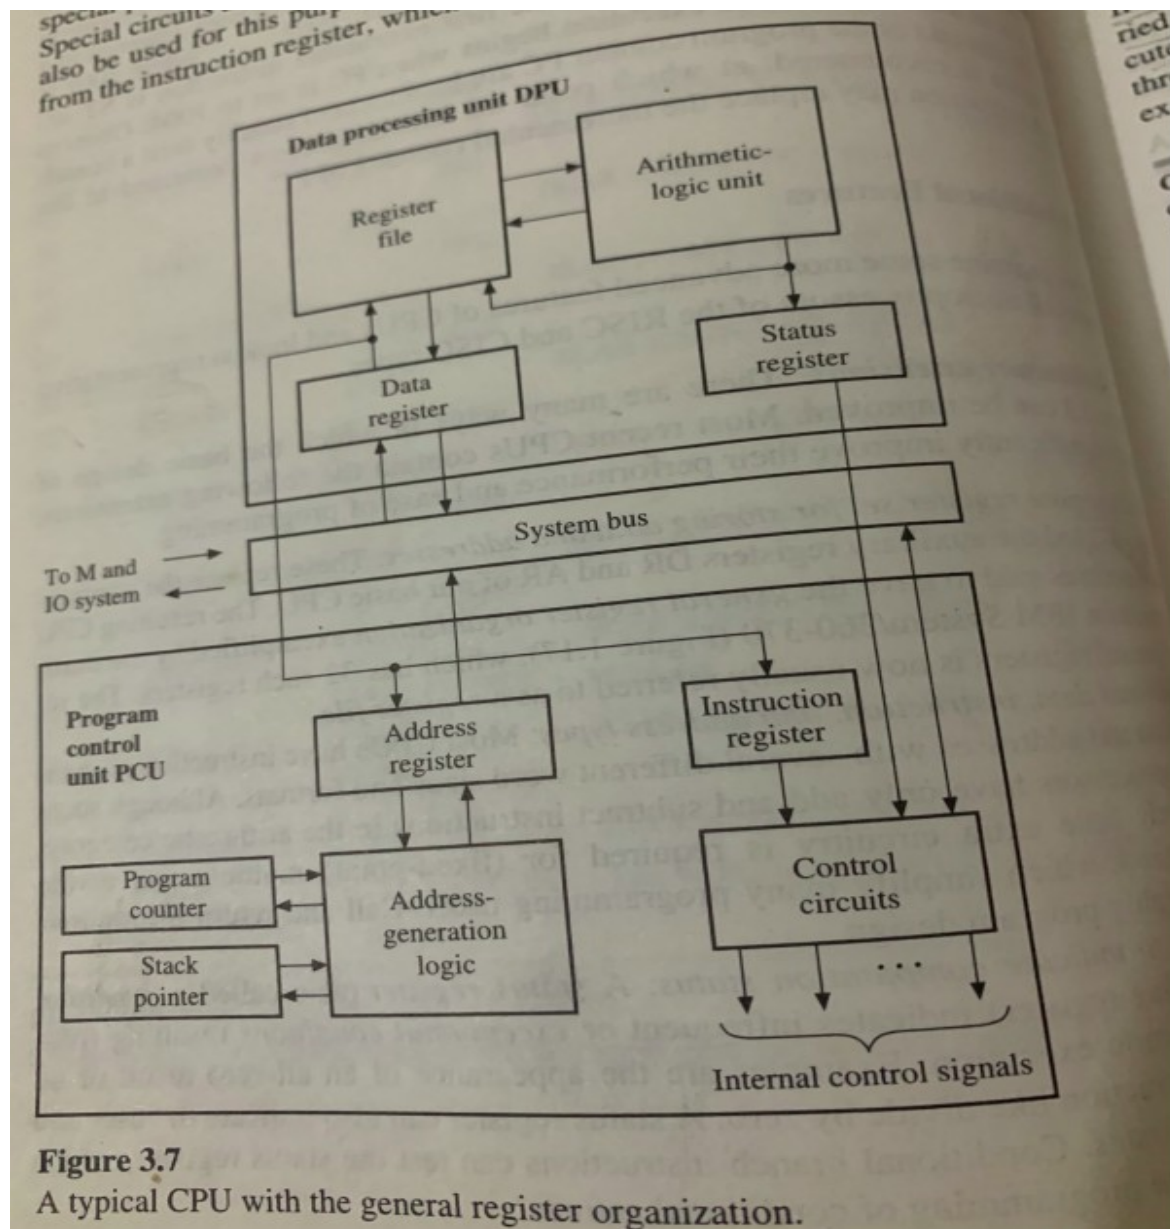 Special circuits
also be used for this
from the instruction register,
ried
Data processing unit DPU
Register
file
Arithmetic-
logic unit
Status
register
Data
register
System bus
To M and
IO system
Program
control
unit PCU
Address
register
Instruction
register
Program
counter
Address-
generation
logic
Control
circuits
Stack
pointer
...
Internal control signals
Figure 3.7
A typical CPU with the general register organization.